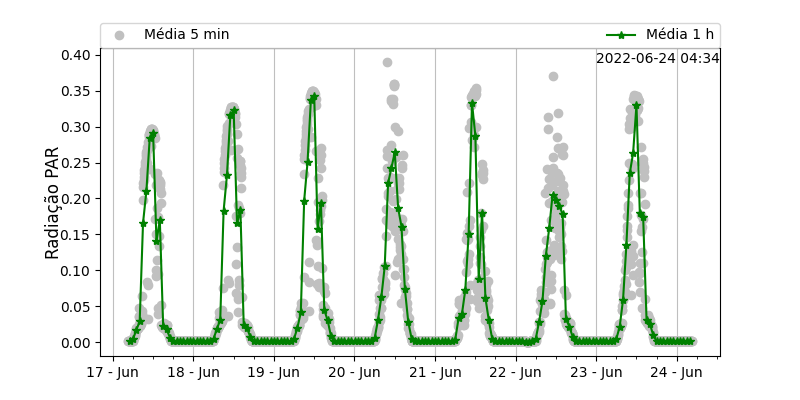 Média 5 min
Média 1 h
2022-06-24 04:34
Radiação PAR
0.40
0.35
0.30
0.25
0.20
0.15
0.10
0.05
0.00
17 - Jun
18 - Jun
19 - Jun
20 - Jun
21 - Jun
22 - Jun
23 - Jun
24 - Jun